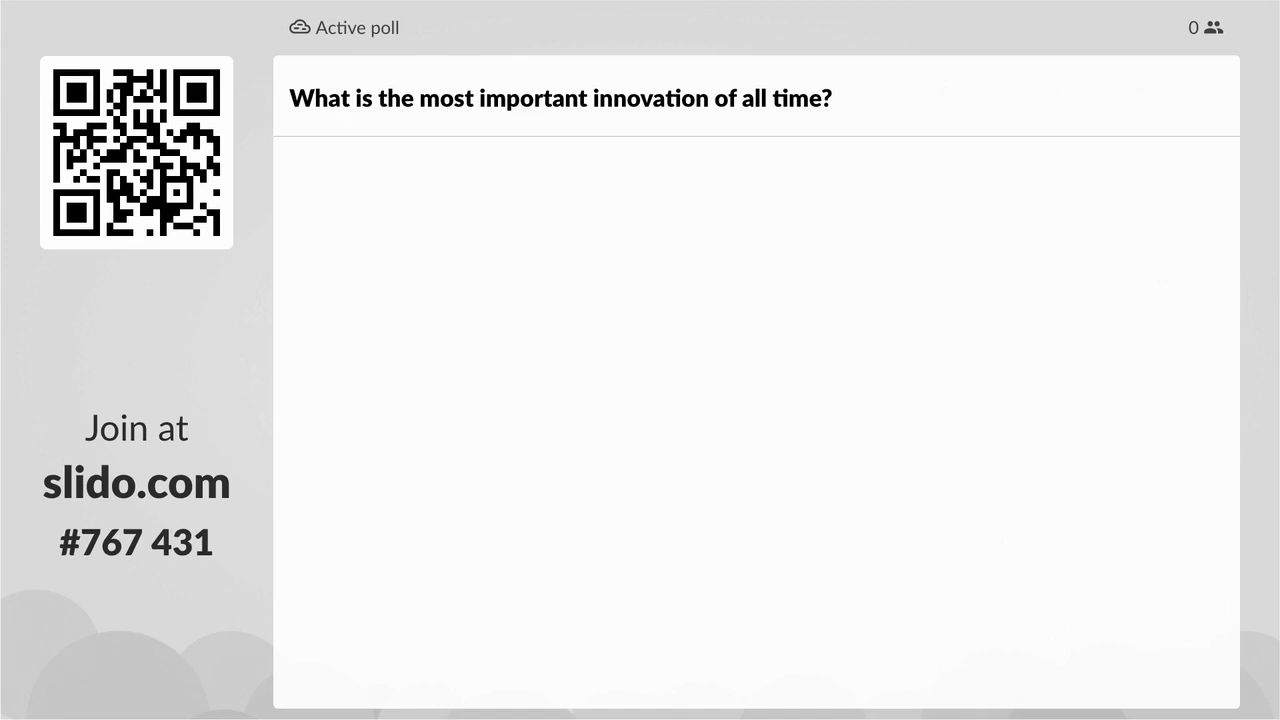 Active poll
0
What is the most important innovation of all time?
Join at
slido.com
#767 431